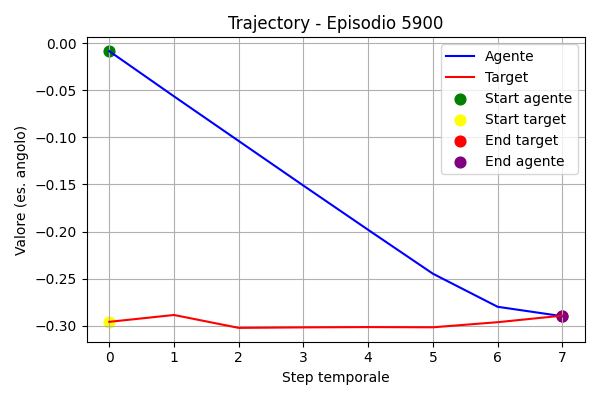 Trajectory - Episodio 5900
Valore (es. angolo)
0.00
−0.05
−0.10
−0.15
−0.20
−0.25
−0.30
Agente
Target
Start agente
Start target
End target
End agente
0 1 2 3 4 5 6 7
Step temporale